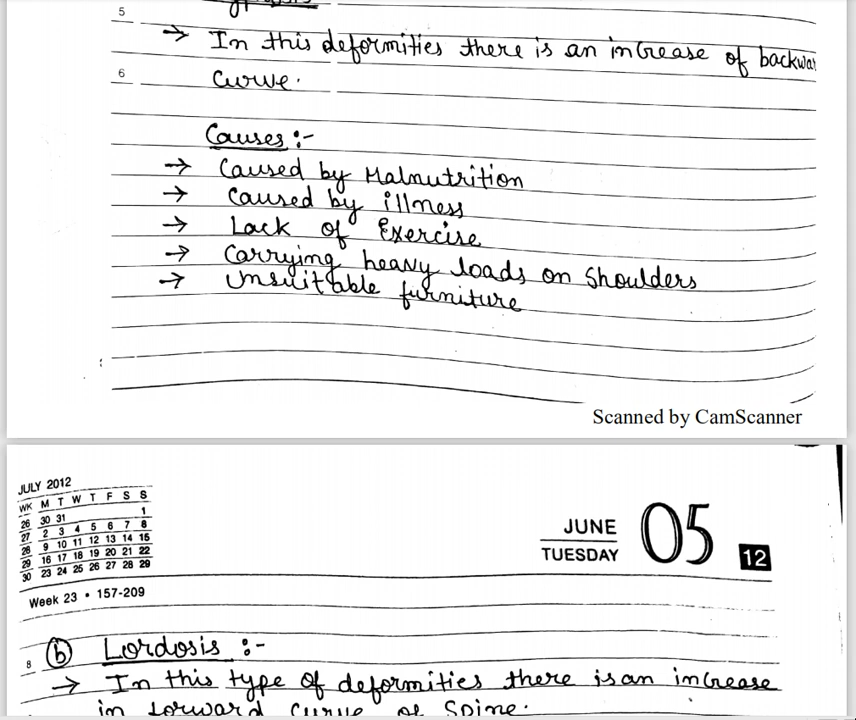 5
→ In this deformities there is an increase of
6 curve.
Causes :-
→ Caused by Malnutrition
→ Caused by illness
→ Lack of Exercise
→ Carrying heavy loads on Shoulders
→ Unsuitable furniture
Scanned by CamScanner
JULY 2012
WK M T W T F S S
26 30 31 1
27 2 3 4 5 6 7 8
28 9 10 11 12 13 14 15
29 16 17 18 19 20 21 22
30 23 24 25 26 27 28 29
Week 23 • 157-209
JUNE
TUESDAY
05
12
8 (b) Lordosis :-
→ In this type of deformities there is an increase
in forward curve of Spine.